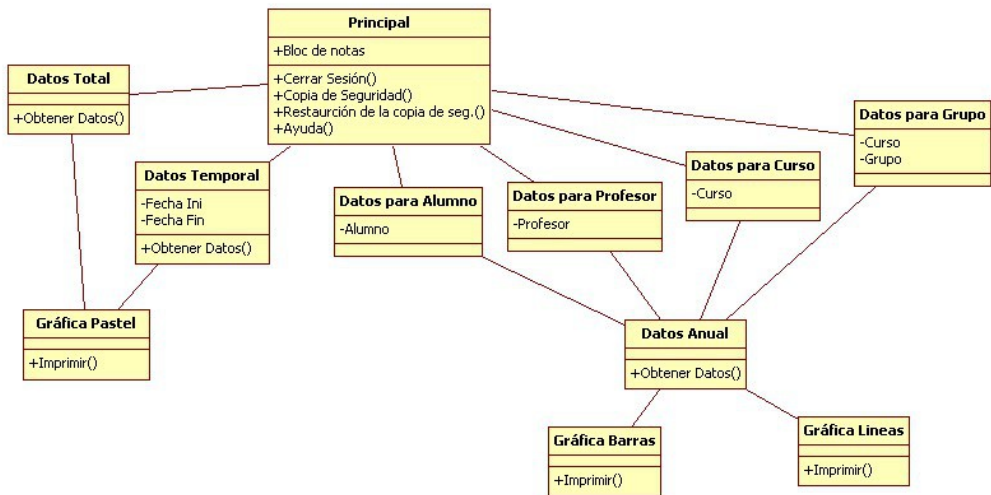 Principal
+Bloc de notas
+Cerrar Sesión()
+Copia de Seguridad()
+Restaurción de la copia de seg.()
+Ayuda()
Datos Total
+Obtener Datos()
Datos Temporal
-Fecha Ini
-Fecha Fin
+Obtener Datos()
Datos para Alumno
-Alumno
Datos para Profesor
-Profesor
Datos para Curso
-Curso
Datos para Grupo
-Curso
-Grupo
Gráfica Pastel
+Imprimir()
Datos Anual
+Obtener Datos()
Gráfica Barras
+Imprimir()
Gráfica Lineas
+Imprimir()